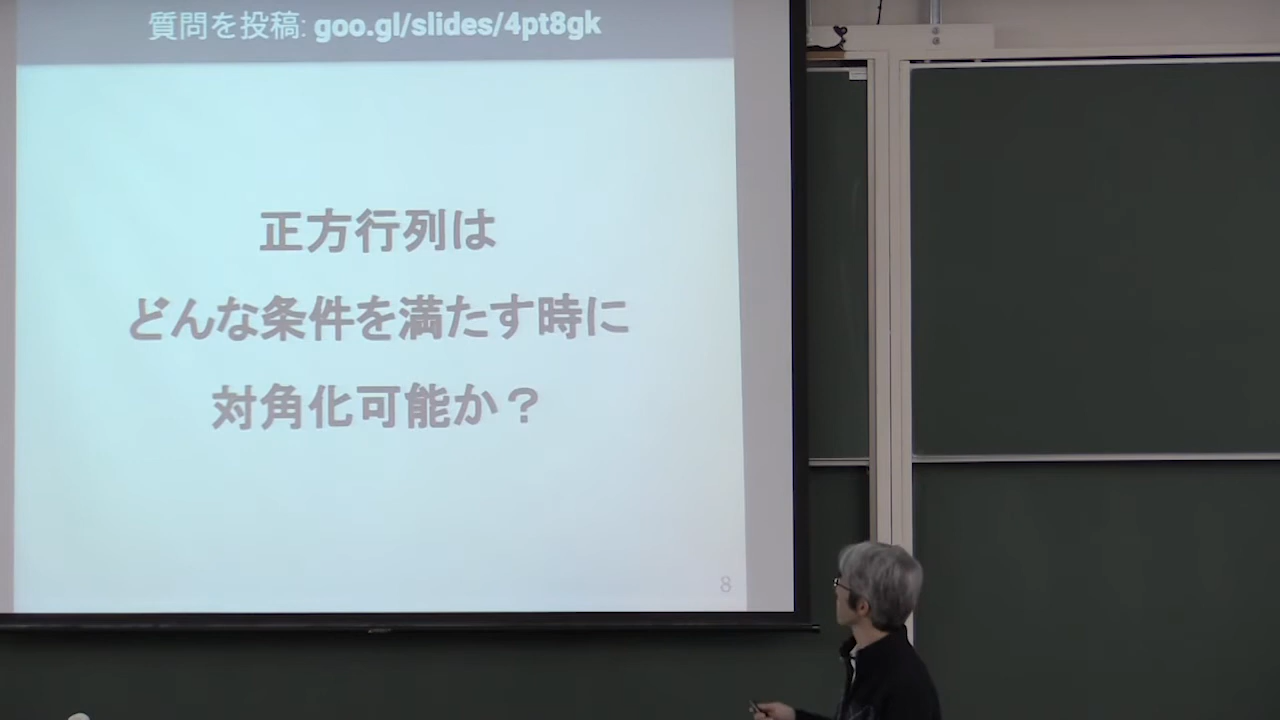 質問を投稿: goo.gl/slides/4pt8gk
正方行列は
どんな条件を満たす時に
対角化可能か？
8